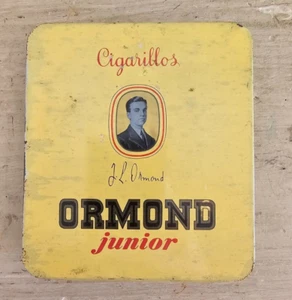 Cigarillos
J. L. Ormond
ORMOND
junior